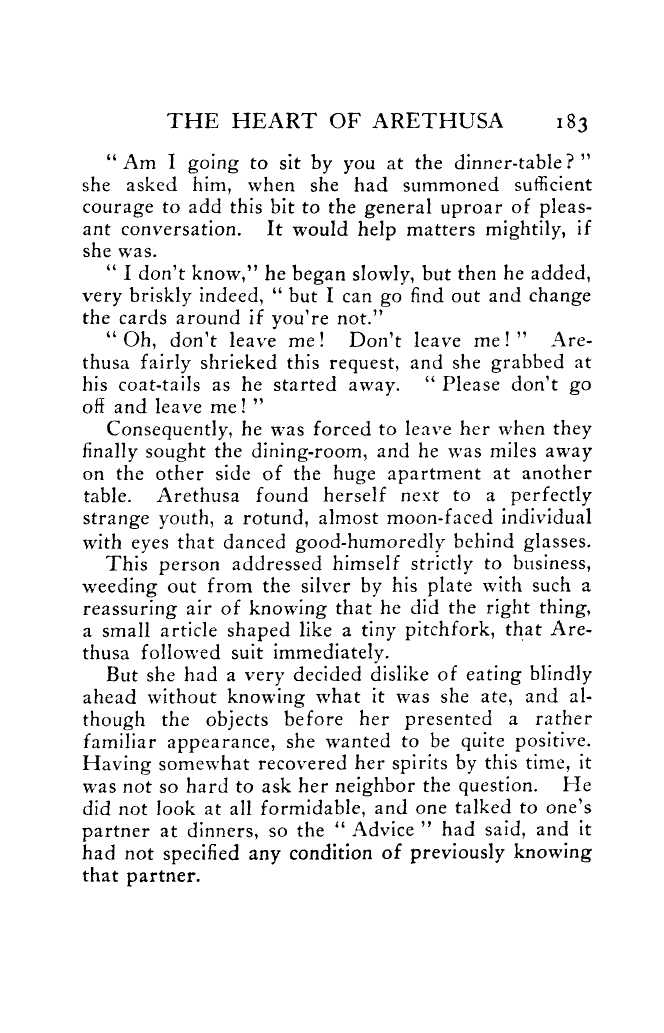 THE HEART OF ARETHUSA 183
“ Am I going to sit by you at the dinner-table? ”
she asked him, when she had summoned sufficient
courage to add this bit to the general uproar of pleas-
ant conversation. It would help matters mightily, if
she was.
“ I don't know,” he began slowly, but then he added,
very briskly indeed, “ but I can go find out and change
the cards around if you're not.”
“ Oh, don't leave me! Don't leave me! ” Are-
thusa fairly shrieked this request, and she grabbed at
his coat-tails as he started away. “ Please don't go
off and leave me! ”
Consequently, he was forced to leave her when they
finally sought the dining-room, and he was miles away
on the other side of the huge apartment at another
table. Arethusa found herself next to a perfectly
strange youth, a rotund, almost moon-faced individual
with eyes that danced good-humoredly behind glasses.
This person addressed himself strictly to business,
weeding out from the silver by his plate with such a
reassuring air of knowing that he did the right thing,
a small article shaped like a tiny pitchfork, that Are-
thusa followed suit immediately.
But she had a very decided dislike of eating blindly
ahead without knowing what it was she ate, and al-
though the objects before her presented a rather
familiar appearance, she wanted to be quite positive.
Having somewhat recovered her spirits by this time, it
was not so hard to ask her neighbor the question. He
did not look at all formidable, and one talked to one's
partner at dinners, so the “ Advice ” had said, and it
had not specified any condition of previously knowing
that partner.